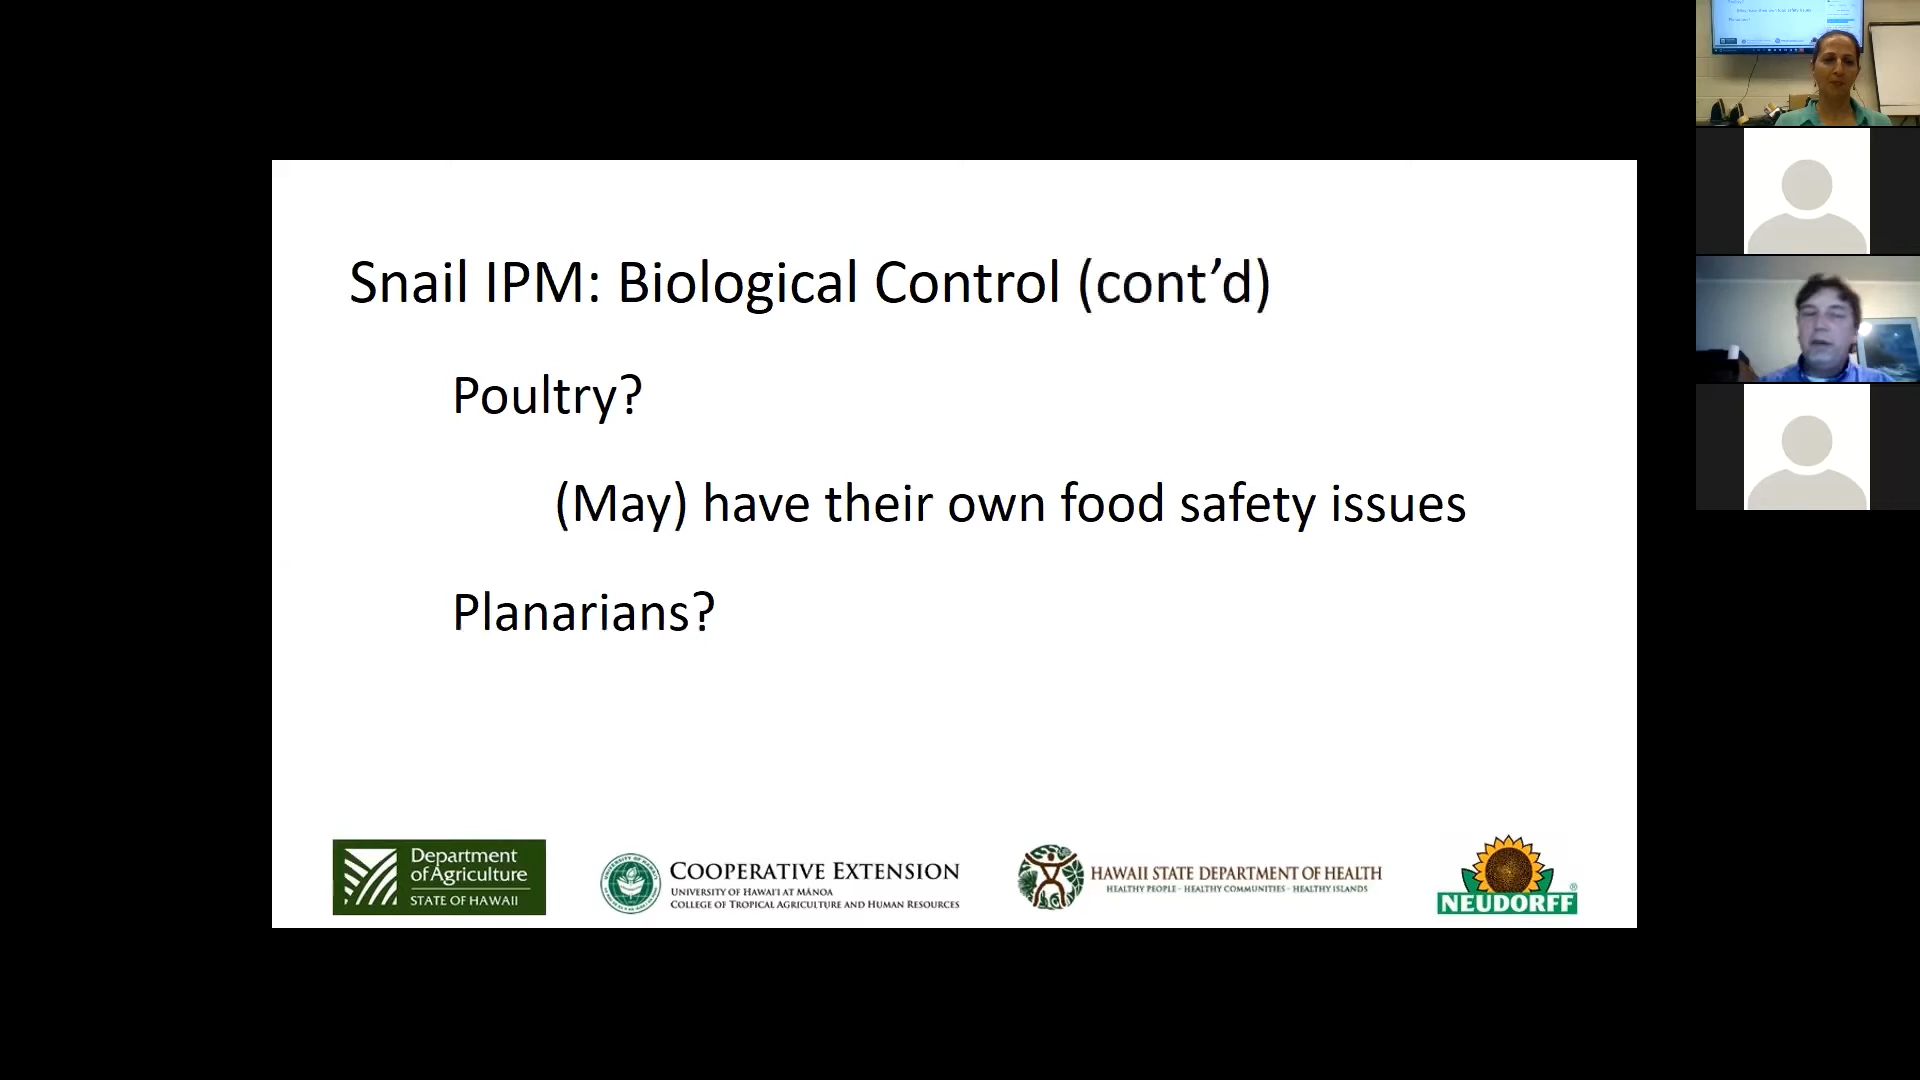 Snail IPM: Biological Control (cont’d)
Poultry?
(May) have their own food safety issues
Planarians?
Department
of Agriculture
STATE OF HAWAII
COOPERATIVE EXTENSION
UNIVERSITY OF HAWAI‘I AT MĀNOA
COLLEGE OF TROPICAL AGRICULTURE AND HUMAN RESOURCES
HAWAII STATE DEPARTMENT OF HEALTH
HEALTHY PEOPLE - HEALTHY COMMUNITIES - HEALTHY ISLANDS
NEUDORFF®